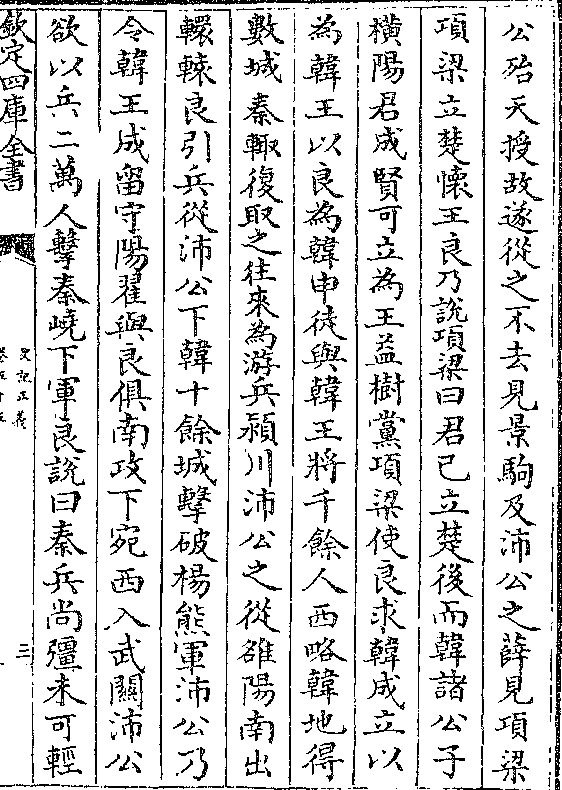 公殆天授故遂從之不去見景駒及沛公之薛見項梁
項梁立楚懷王良乃說項梁曰君已立楚後而韓諸公子
橫陽君成賢可立為王益樹黨項梁使良求韓成立以
為韓王以良為韓申徒與韓王將千餘人西略韓地得
數城秦輒復取之往來為游兵潁川沛公之從雒陽南出
轘轅良引兵從沛公下韓十餘城擊破楊熊軍沛公乃
令韓王成留守陽翟與良俱南攻下宛西入武關沛公
欲以兵二萬人擊秦嶢下軍良說曰秦兵尚彊未可輕
欽定四庫全書
史記正義
卷五十五
三